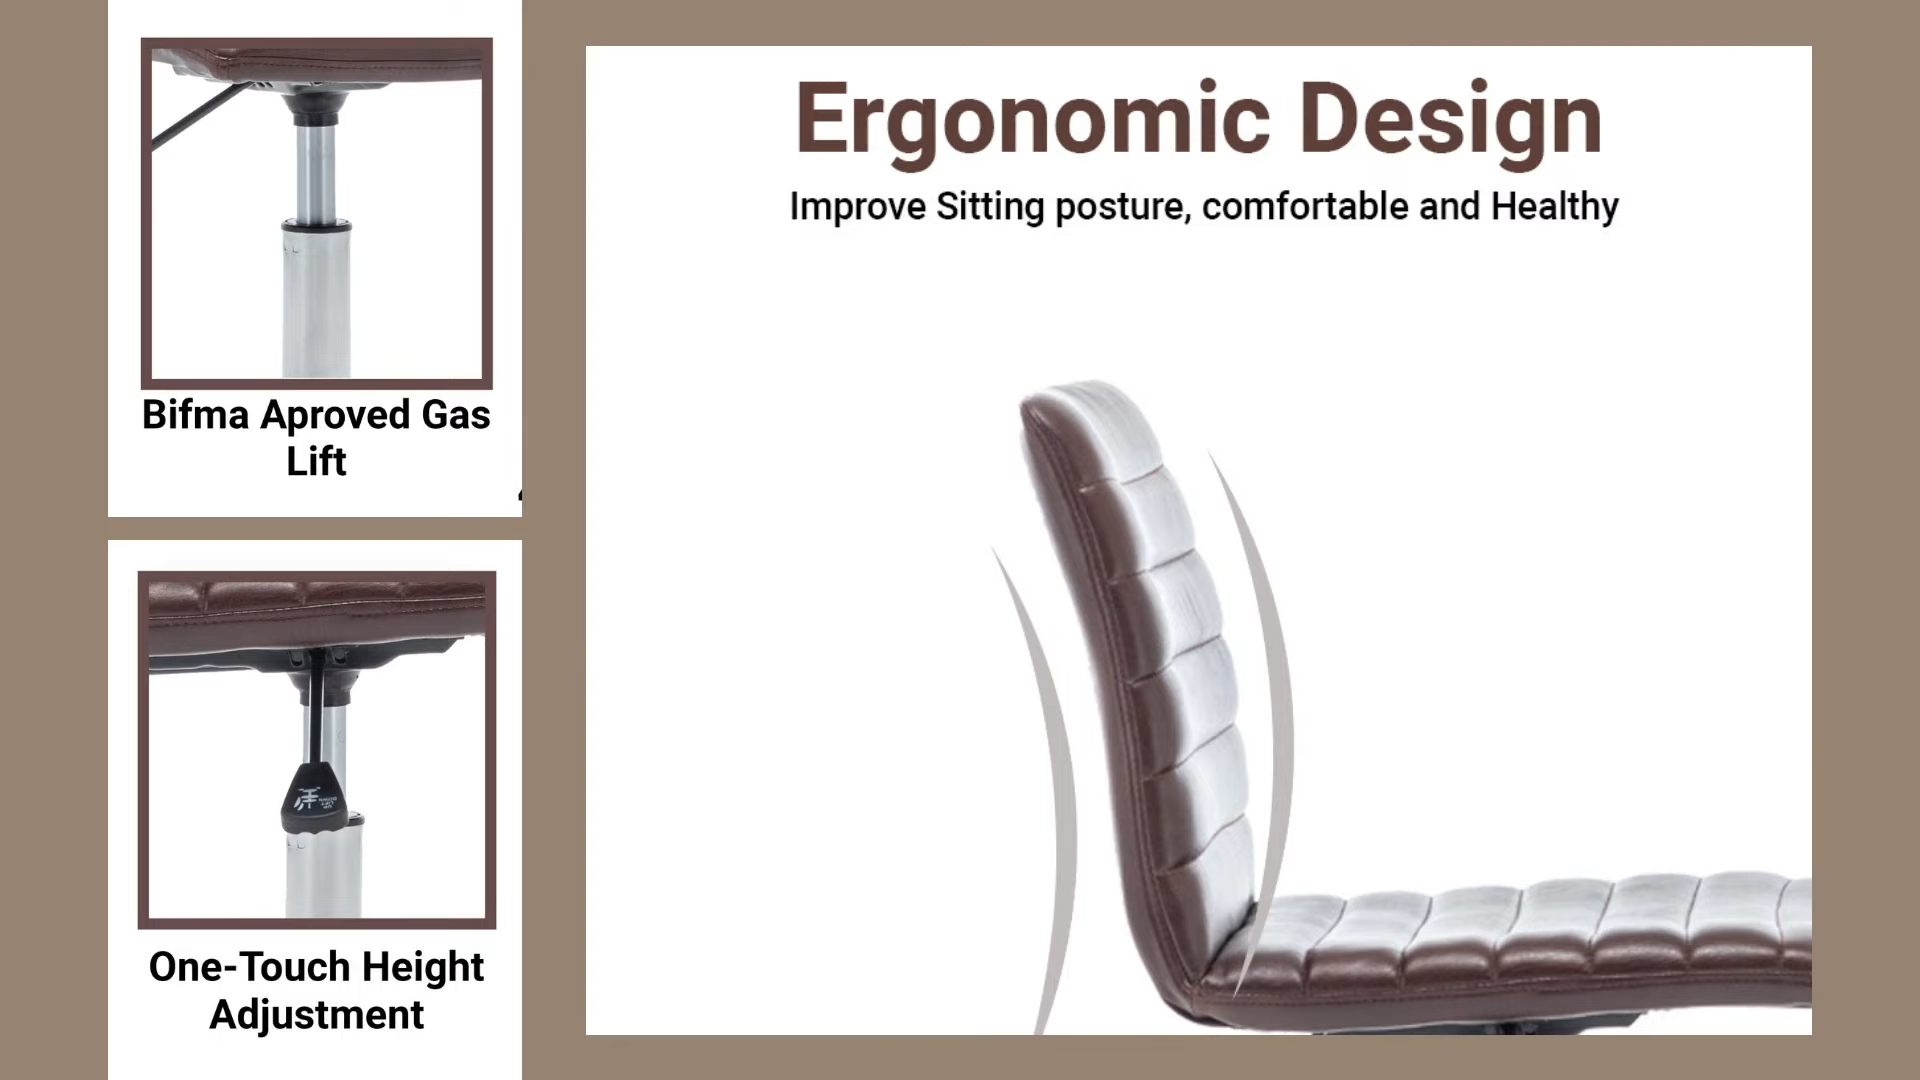 Bifma Aproved Gas
Lift
One-Touch Height
Adjustment
Ergonomic Design
Improve Sitting posture, comfortable and Healthy